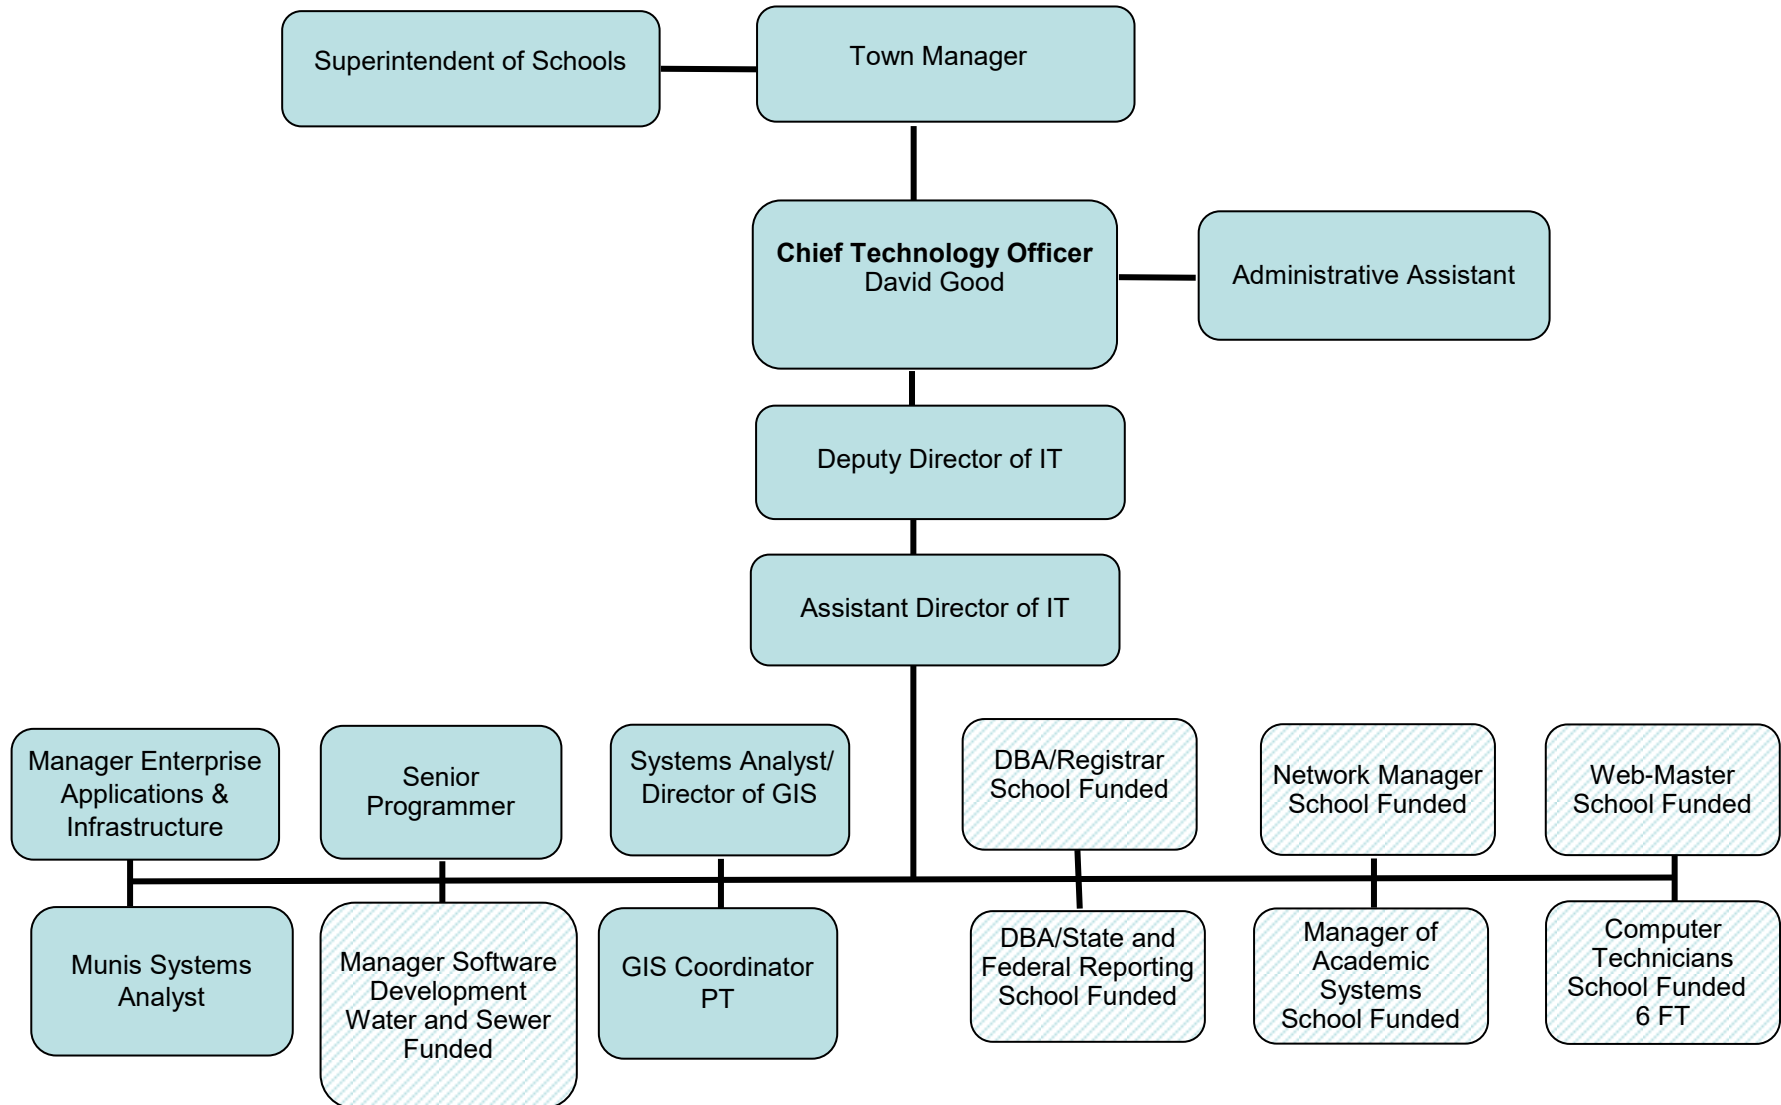 Superintendent of Schools
Town Manager
Chief Technology Officer
David Good
Administrative Assistant
Deputy Director of IT
Assistant Director of IT
Manager Enterprise
Applications &
Infrastructure
Senior
Programmer
Systems Analyst/
Director of GIS
DBA/Registrar
School Funded
Network Manager
School Funded
Web-Master
School Funded
Munis Systems
Analyst
Manager Software
Development
Water and Sewer
Funded
GIS Coordinator
PT
DBA/State and
Federal Reporting
School Funded
Manager of
Academic
Systems
School Funded
Computer
Technicians
School Funded
6 FT